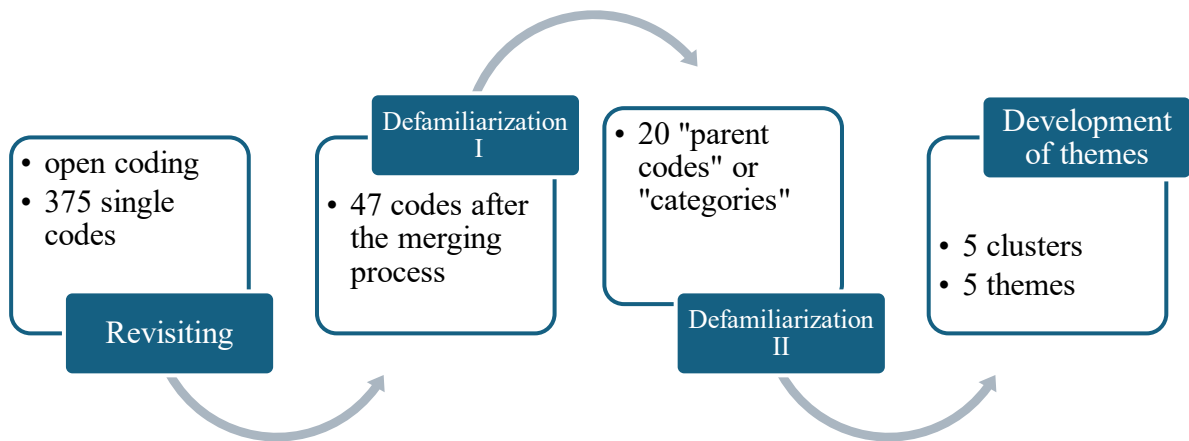 • open coding
• 375 single
codes
Revisiting
Defamiliarization
I
• 47 codes after
the merging
process
• 20 "parent
codes" or
"categories"
Defamiliarization
II
Development
of themes
• 5 clusters
• 5 themes